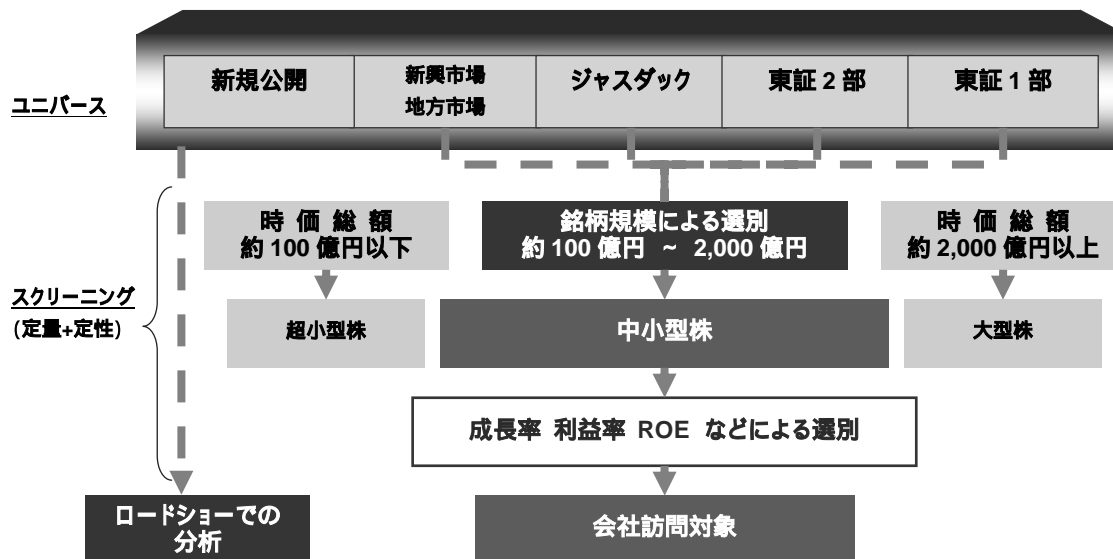 ユニバース
新規公開
新興市場
地方市場
ジャスダック
東証 2 部
東証 1 部
スクリーニング
(定量+定性)
時 価 総 額
約 100 億円以下
銘柄規模による選別
約 100 億円 ~ 2,000 億円
時 価 総 額
約 2,000 億円以上
超小型株
中小型株
大型株
成長率 利益率 ROE などによる選別
ロードショーでの
分析
会社訪問対象